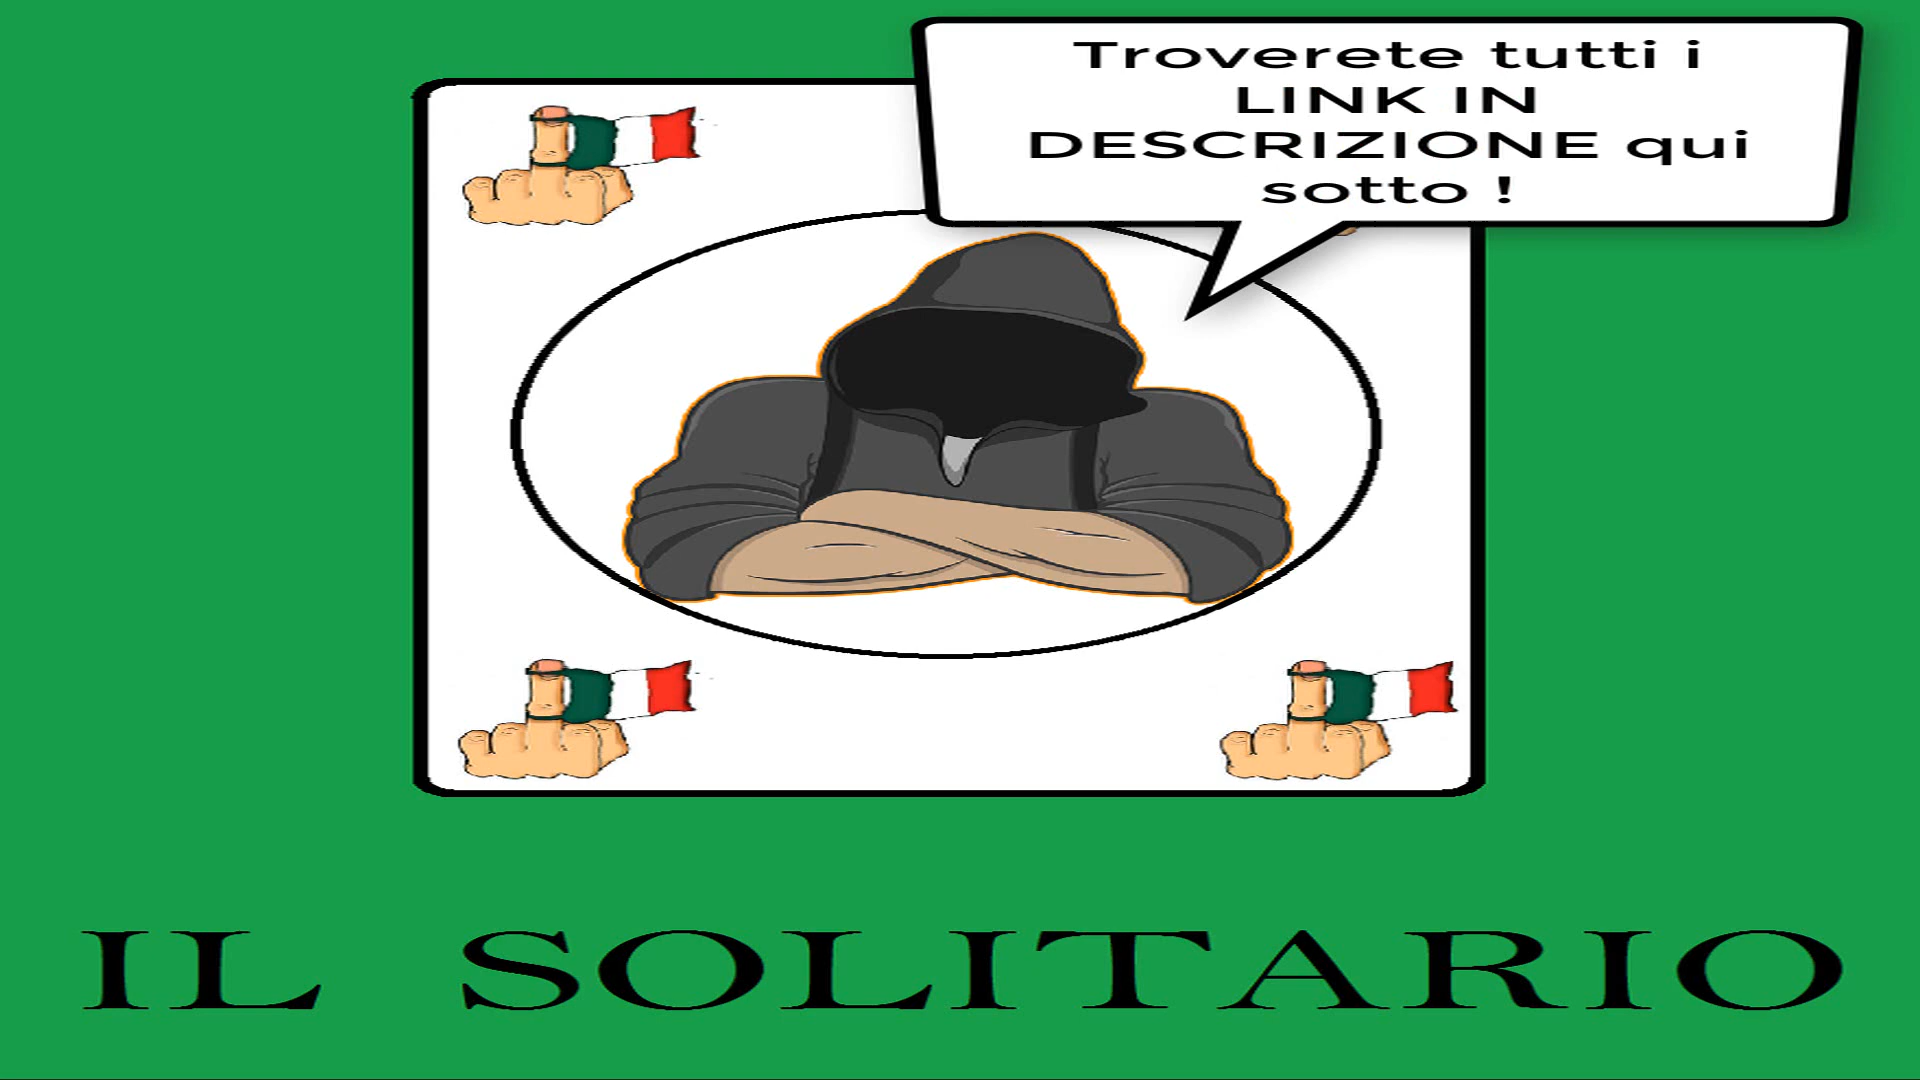 Troverete tutti i
LINK IN
DESCRIZIONE qui
sotto !
IL SOLITARIO